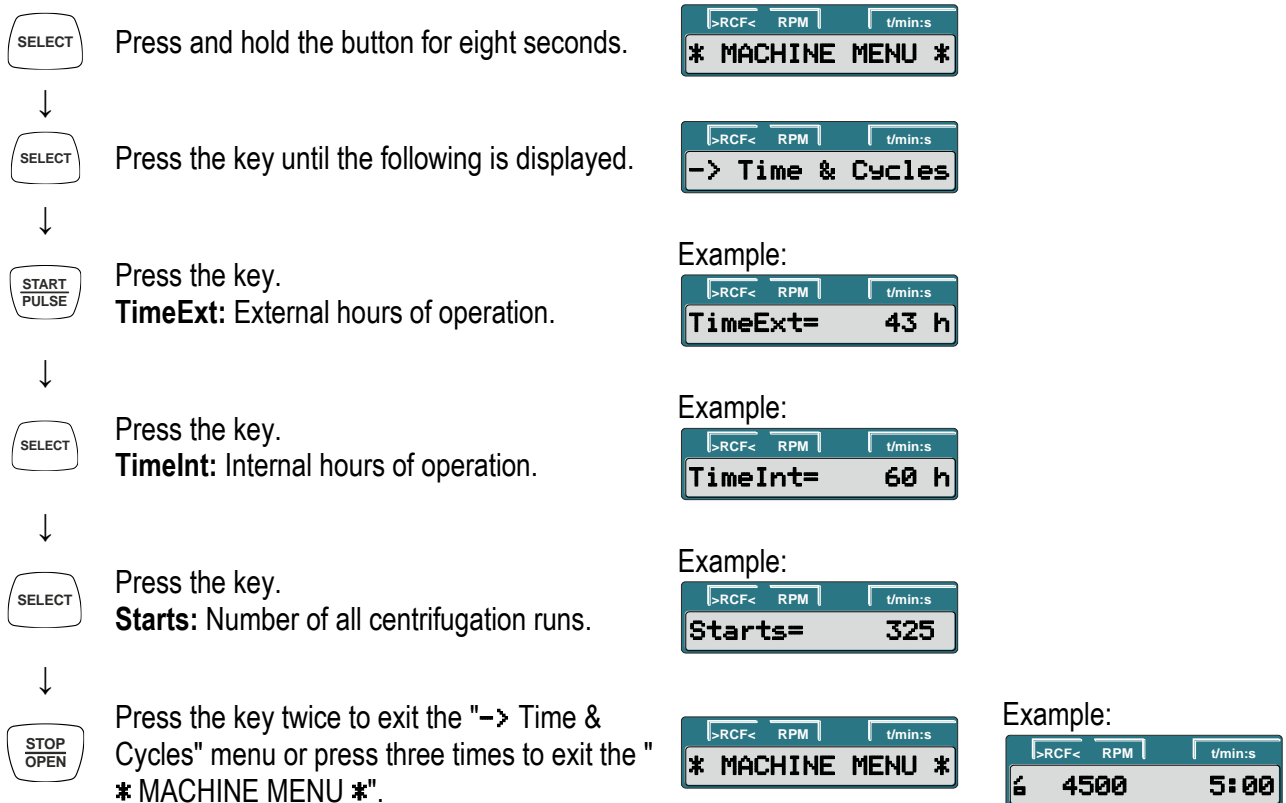 SELECT
Press and hold the button for eight seconds.
>RCF< RPM t/min:s
* MACHINE MENU *
↓
SELECT
Press the key until the following is displayed.
>RCF< RPM t/min:s
-> Time & Cycles
↓
START
PULSE
Press the key.
TimeExt: External hours of operation.
Example:
>RCF< RPM t/min:s
TimeExt= 43 h
↓
SELECT
Press the key.
TimeInt: Internal hours of operation.
Example:
>RCF< RPM t/min:s
TimeInt= 60 h
↓
SELECT
Press the key.
Starts: Number of all centrifugation runs.
Example:
>RCF< RPM t/min:s
Starts= 325
↓
STOP
OPEN
Press the key twice to exit the "-> Time &
Cycles" menu or press three times to exit the "
* MACHINE MENU *".
>RCF< RPM t/min:s
* MACHINE MENU *
Example:
>RCF< RPM t/min:s
4500 5:00